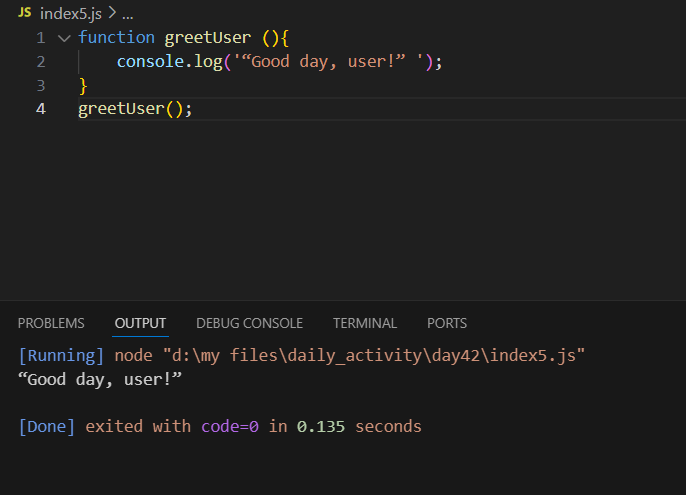 JS index5.js > ...
1 function greetUser (){
2 console.log('“Good day, user!” ');
3 }
4 greetUser();
PROBLEMS OUTPUT DEBUG CONSOLE TERMINAL PORTS
[Running] node "d:\my files\daily_activity\day42\index5.js"
“Good day, user!”
[Done] exited with code=0 in 0.135 seconds